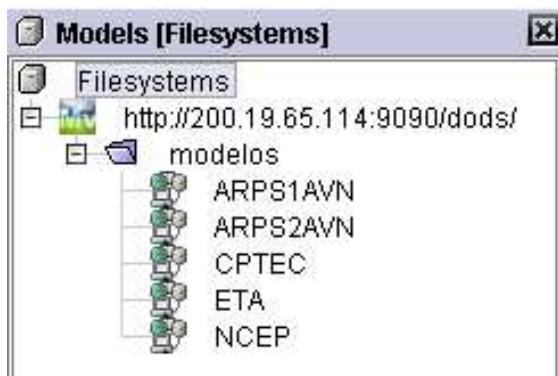 Models [Filesystems]
Filesystems
http://200.19.65.114:9090/dods/
modelos
ARPS1AVN
ARPS2AVN
CPTEC
ETA
NCEP